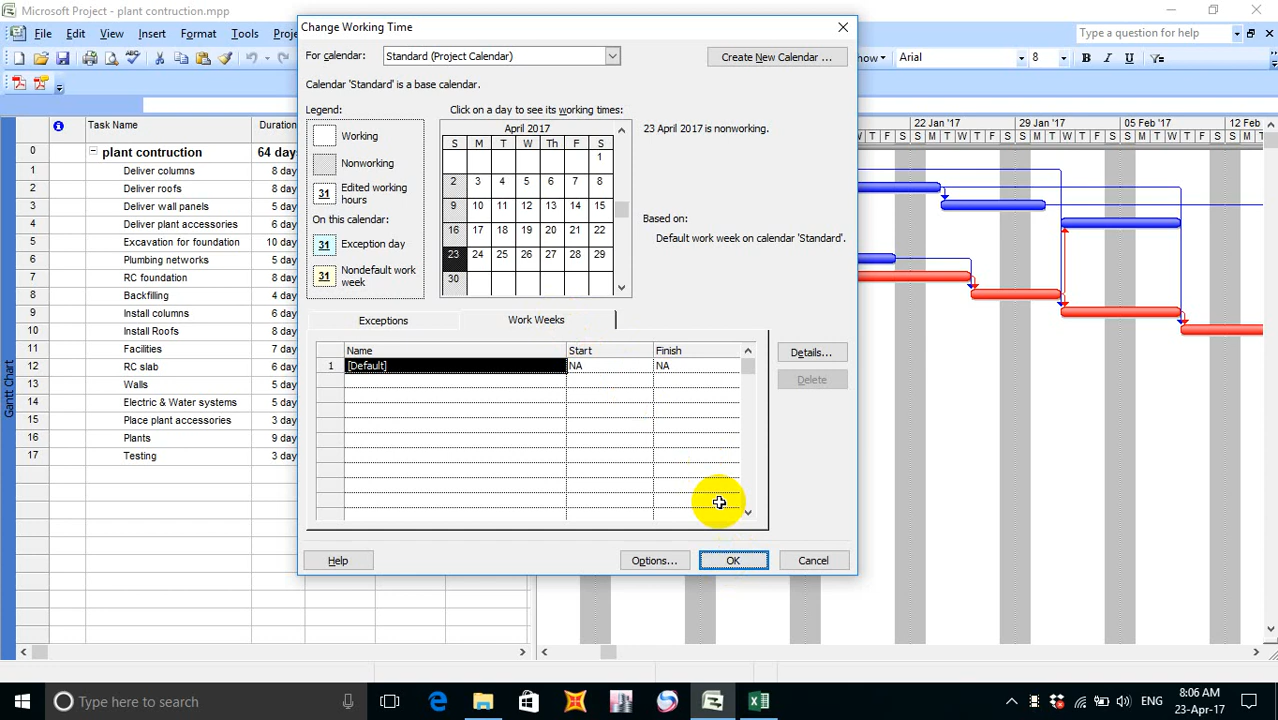 Microsoft Project - plant contruction.mpp
File Edit View Insert Format Tools
Type a question for help
how Arial 8 B I U
Task Name Duration
0 plant contruction 64 day
1 Deliver columns 8 day
2 Deliver roofs 9 day
3 Deliver wall panels 9 day
4 Deliver plant accessories 8 day
5 Excavation for foundation 10 day
6 Plumbing networks 9 day
7 RC foundation 9 day
8 Backfilling 8 day
9 Install columns 9 day
10 Install Roofs 9 day
11 Facilities 9 day
12 RC slab 6 day
13 Walls 5 day
14 Electric & Water systems 5 day
15 Place plant accessories 3 day
16 Plants 9 day
17 Testing 3 day
Gantt Chart
Change Working Time
For calendar: Standard (Project Calendar) Create New Calendar ...
Calendar 'Standard' is a base calendar.
Legend:
Working
Nonworking
31 Edited working
hours
On this calendar:
31 Exception day
31 Nondefault work
week
Click on a day to see its working times:
April 2017
S M T W Th F S
1
2 3 4 5 6 7 8
9 10 11 12 13 14 15
16 17 18 19 20 21 22
23 24 25 26 27 28 29
30
23 April 2017 is nonworking.
Based on:
Default work week on calendar 'Standard'.
Exceptions Work Weeks
Name Start Finish
1 [Default] NA NA
Details...
Delete
Help Options... OK Cancel
22 Jan '17 29 Jan '17 05 Feb '17 12 Feb
W T F S S M T W T F S S M T W T F S S M T W T F S S M T
Type here to search
ENG
8:06 AM
23-Apr-17